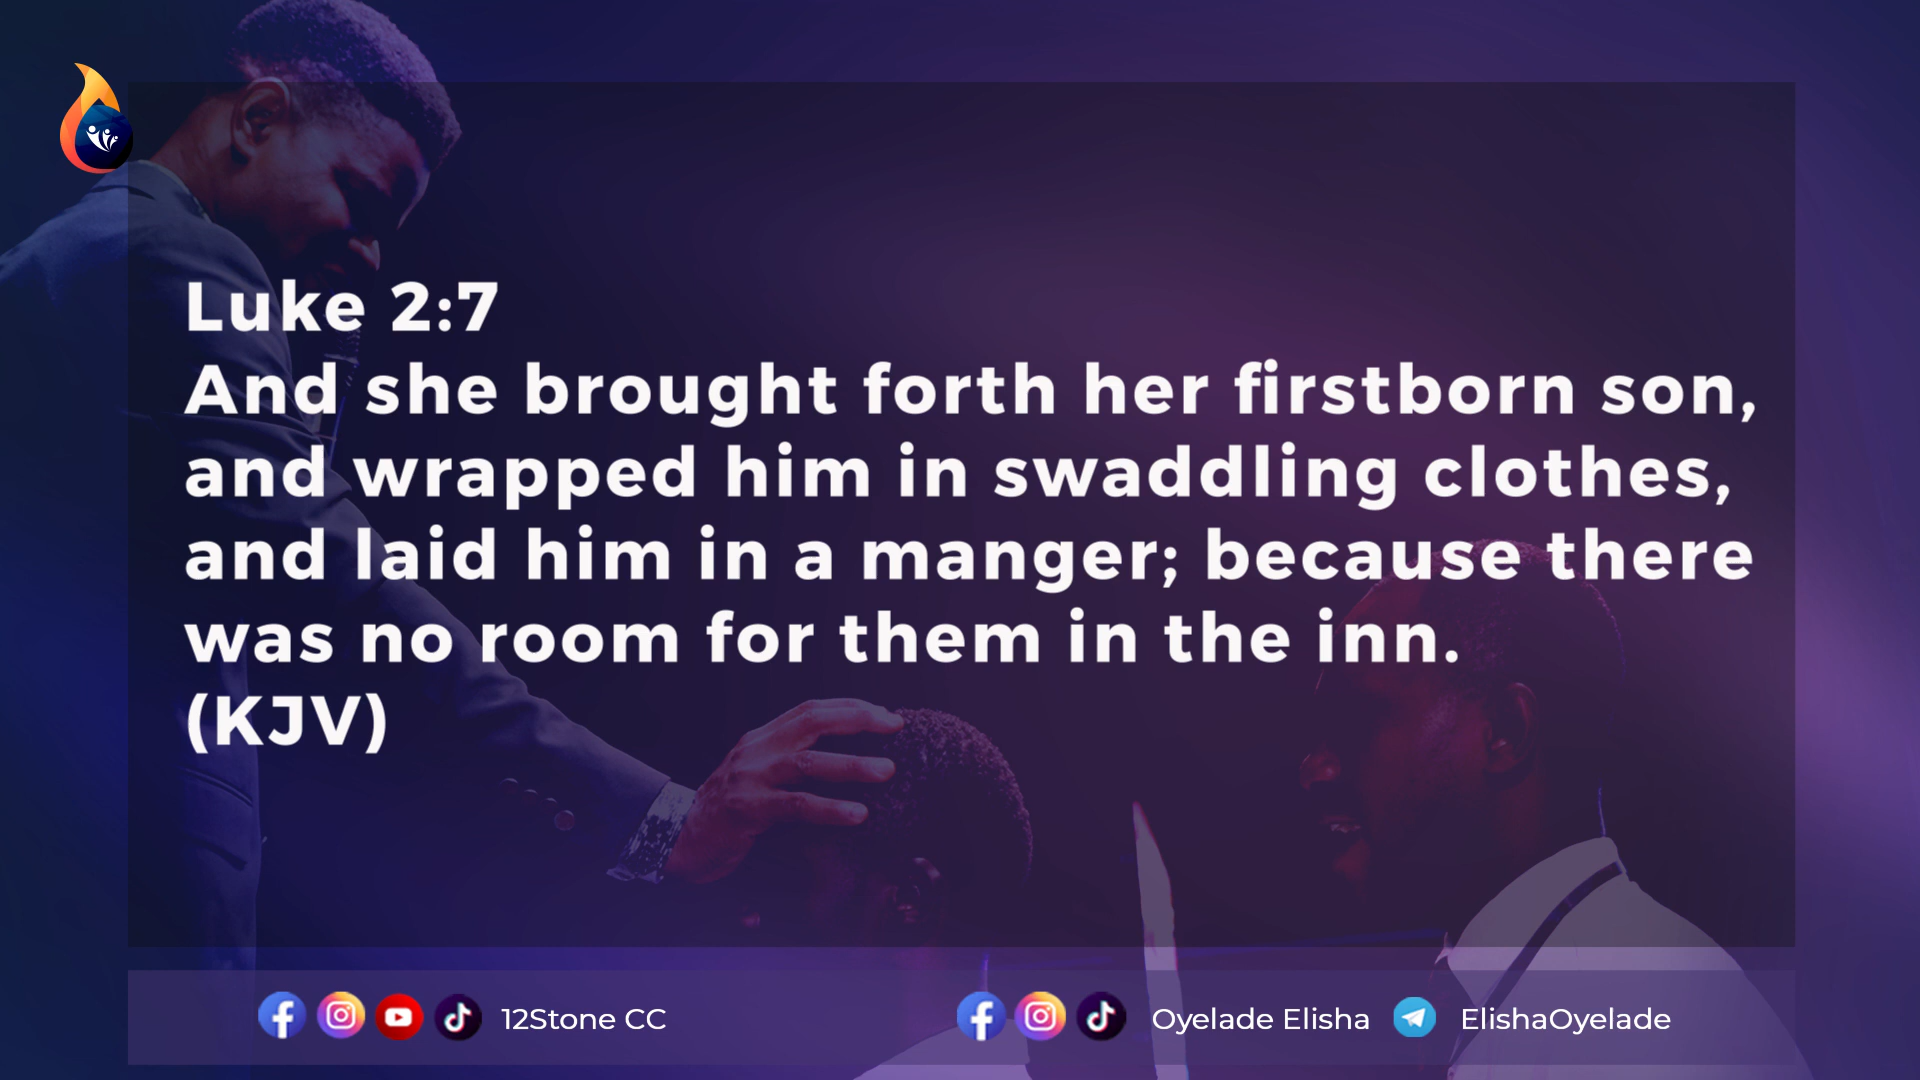 Luke 2:7
And she brought forth her firstborn son,
and wrapped him in swaddling clothes,
and laid him in a manger; because there
was no room for them in the inn.
(KJV)
12Stone CC
Oyelade Elisha
ElishaOyelade